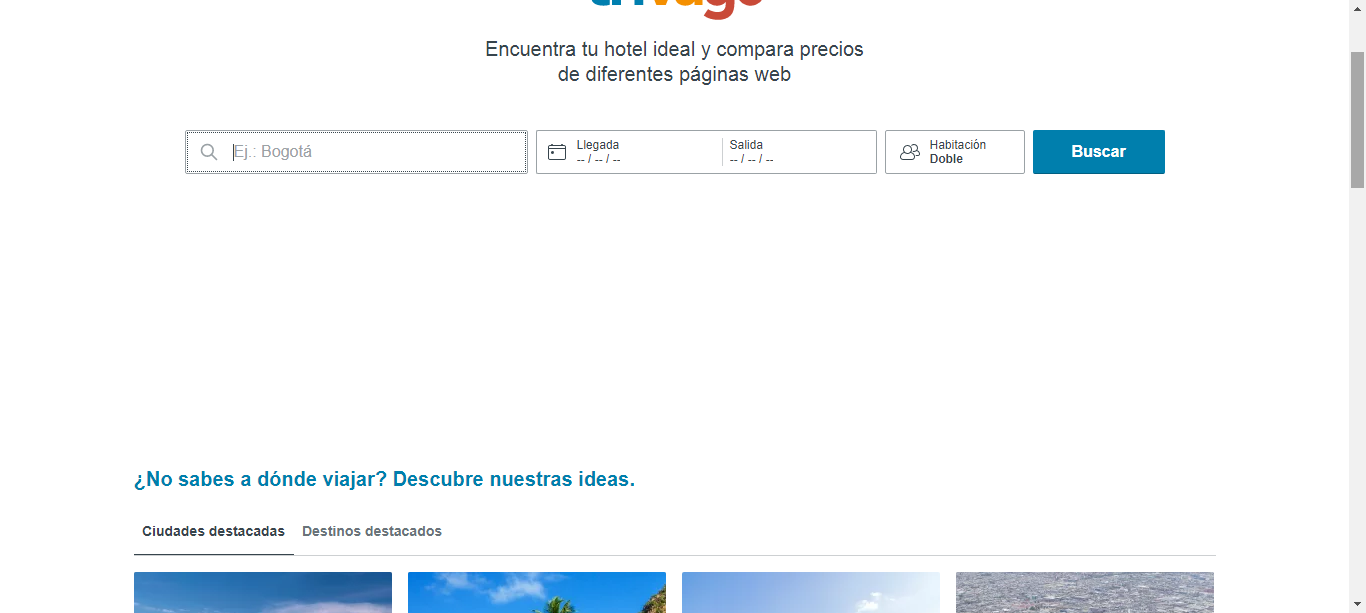 trivago
Encuentra tu hotel ideal y compara precios
de diferentes páginas web
Ej.: Bogotá
Llegada
-- / -- / --
Salida
-- / -- / --
Habitación
Doble
Buscar
¿No sabes a dónde viajar? Descubre nuestras ideas.
Ciudades destacadas
Destinos destacados